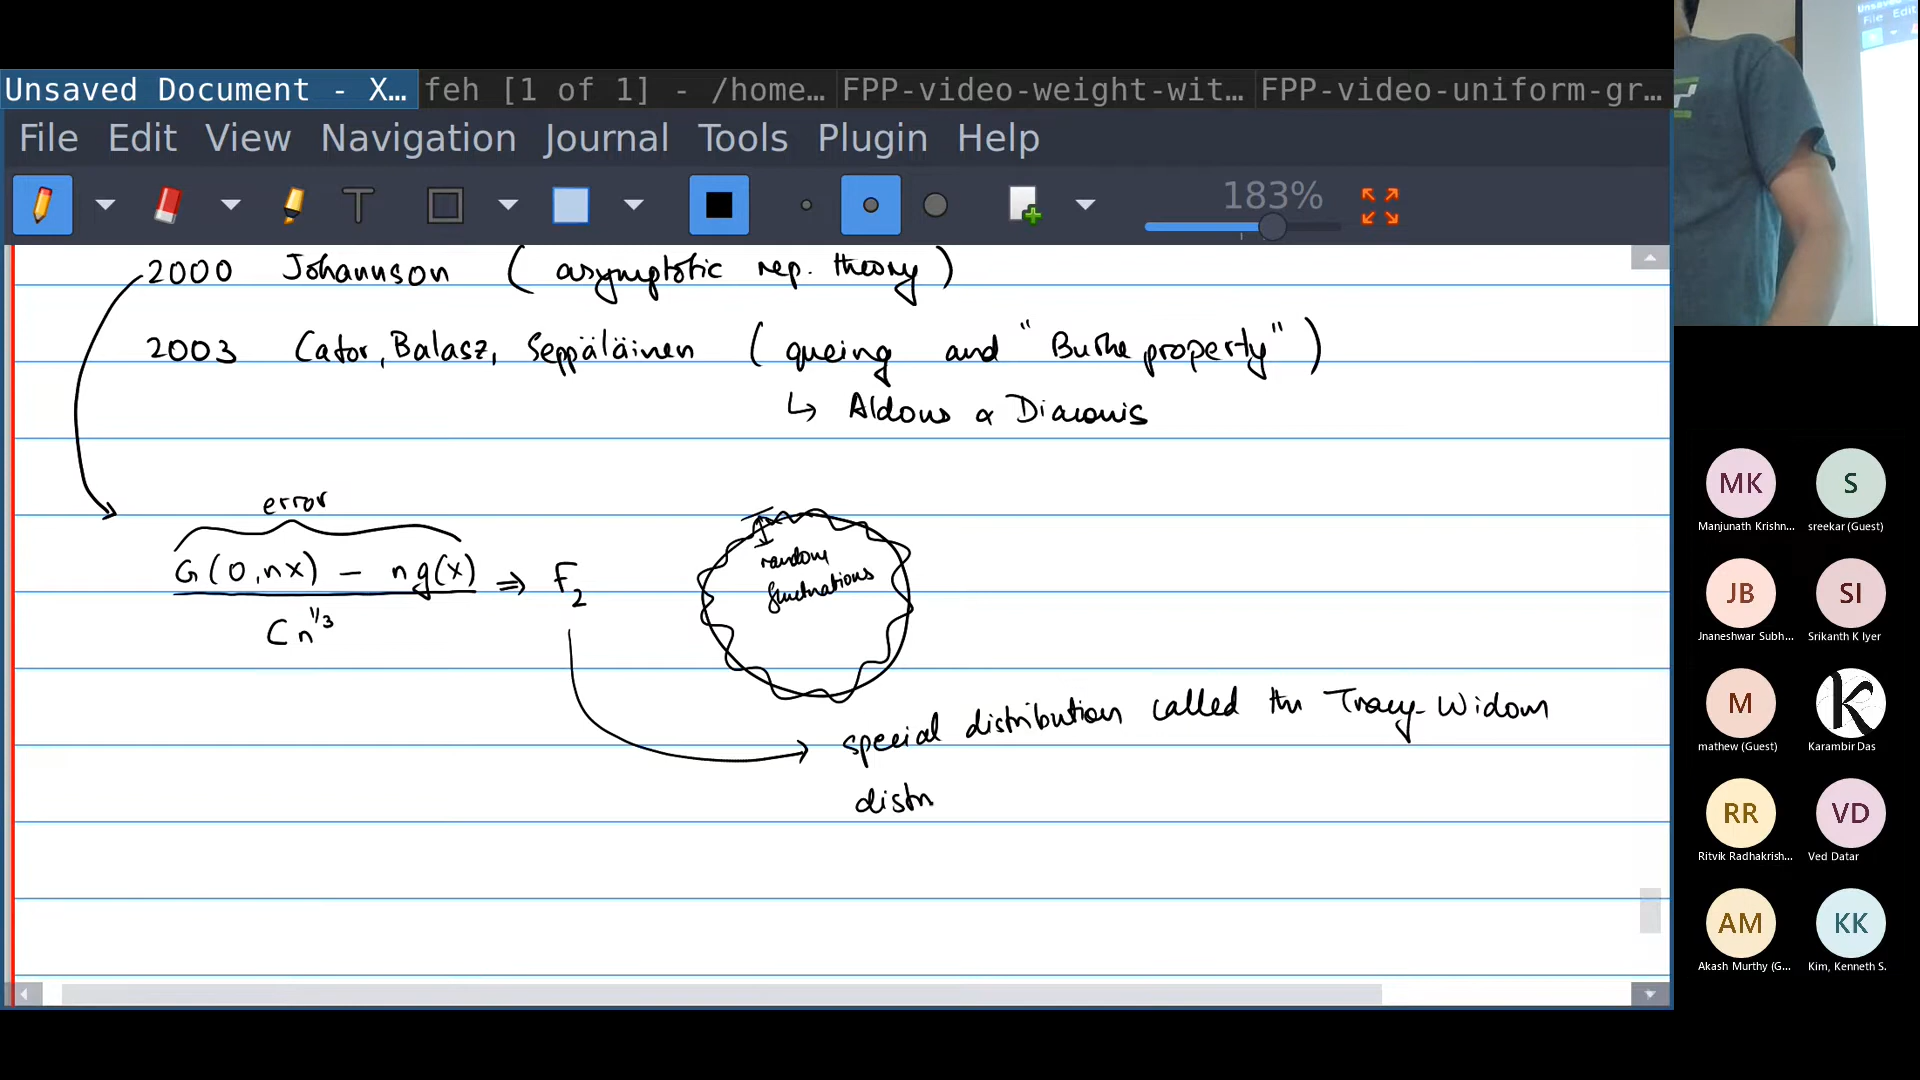 Unsaved Document - X...
feh [1 of 1] - /home...
FPP-video-weight-wit...
FPP-video-uniform-gr...
File Edit View Navigation Journal Tools Plugin Help
183%
2000 Johannson (asymptotic rep. theory)
2003 Cator, Balasz, Seppäläinen (queing and "Burke property")
↳ Aldous & Diaconis
error
G(0,nx) - ng(x)
Cn^1/3
⇒ F2
random
fluctuations
special distribution called the Tracy-Widom
distn
Unsaved
File Edit
MK
S
Manjunath Krishn...
sreekar (Guest)
JB
SI
Jnaneshwar Subh...
Srikanth K Iyer
M
mathew (Guest)
Karambir Das
RR
VD
Ritvik Radhakrish...
Ved Datar
AM
KK
Akash Murthy (G...
Kim, Kenneth S.